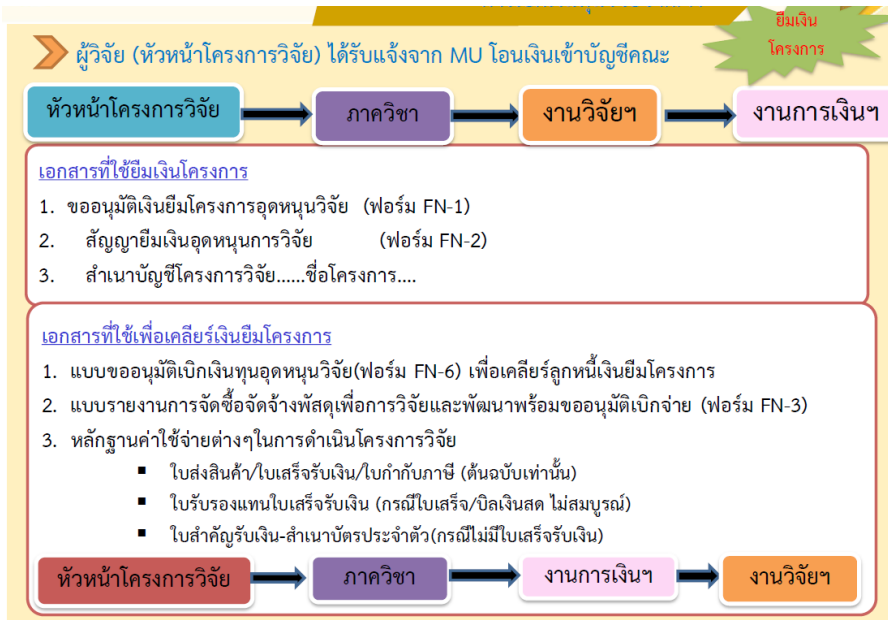 ยืมเงิน
โครงการ
ผู้วิจัย (หัวหน้าโครงการวิจัย) ได้รับแจ้งจาก MU โอนเงินเข้าบัญชีคณะ
หัวหน้าโครงการวิจัย ภาควิชา งานวิจัยฯ งานการเงินฯ
เอกสารที่ใช้ยืมเงินโครงการ
1. ขออนุมัติเงินยืมโครงการอุดหนุนวิจัย (ฟอร์ม FN-1)
2. สัญญายืมเงินอุดหนุนการวิจัย (ฟอร์ม FN-2)
3. สำเนาบัญชีโครงการวิจัย......ชื่อโครงการ....
เอกสารที่ใช้เพื่อเคลียร์เงินยืมโครงการ
1. แบบขออนุมัติเบิกเงินทุนอุดหนุนวิจัย(ฟอร์ม FN-6) เพื่อเคลียร์ลูกหนี้เงินยืมโครงการ
2. แบบรายงานการจัดซื้อจัดจ้างพัสดุเพื่อการวิจัยและพัฒนาพร้อมขออนุมัติเบิกจ่าย (ฟอร์ม FN-3)
3. หลักฐานค่าใช้จ่ายต่างๆในการดำเนินโครงการวิจัย
▪ ใบส่งสินค้า/ใบเสร็จรับเงิน/ใบกำกับภาษี (ต้นฉบับเท่านั้น)
▪ ใบรับรองแทนใบเสร็จรับเงิน (กรณีใบเสร็จ/บิลเงินสด ไม่สมบูรณ์)
▪ ใบสำคัญรับเงิน-สำเนาบัตรประจำตัว(กรณีไม่มีใบเสร็จรับเงิน)
หัวหน้าโครงการวิจัย ภาควิชา งานการเงินฯ งานวิจัยฯ